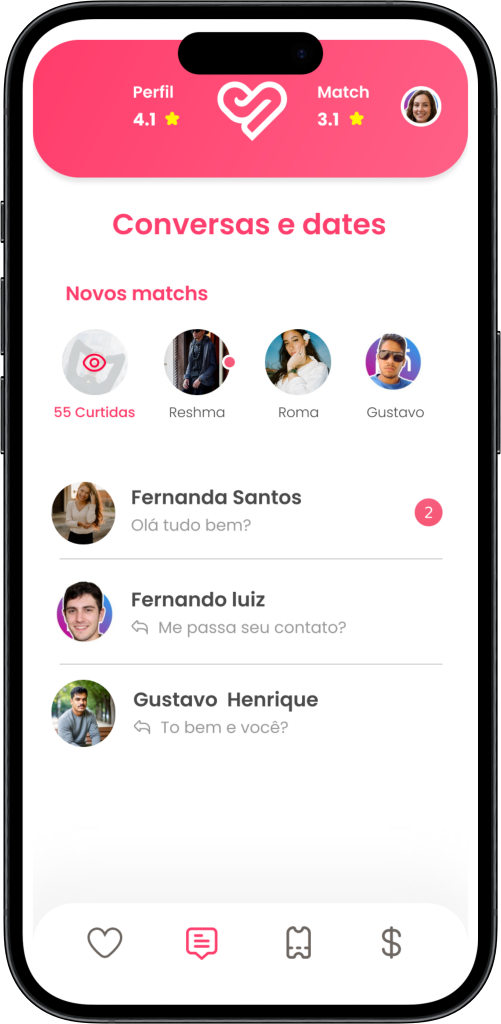 Perfil
4.1
Match
3.1
Conversas e dates
Novos matchs
55 Curtidas
Reshma
Roma
Gustavo
Fernanda Santos
Olá tudo bem?
2
Fernando luiz
Me passa seu contato?
Gustavo Henrique
To bem e você?